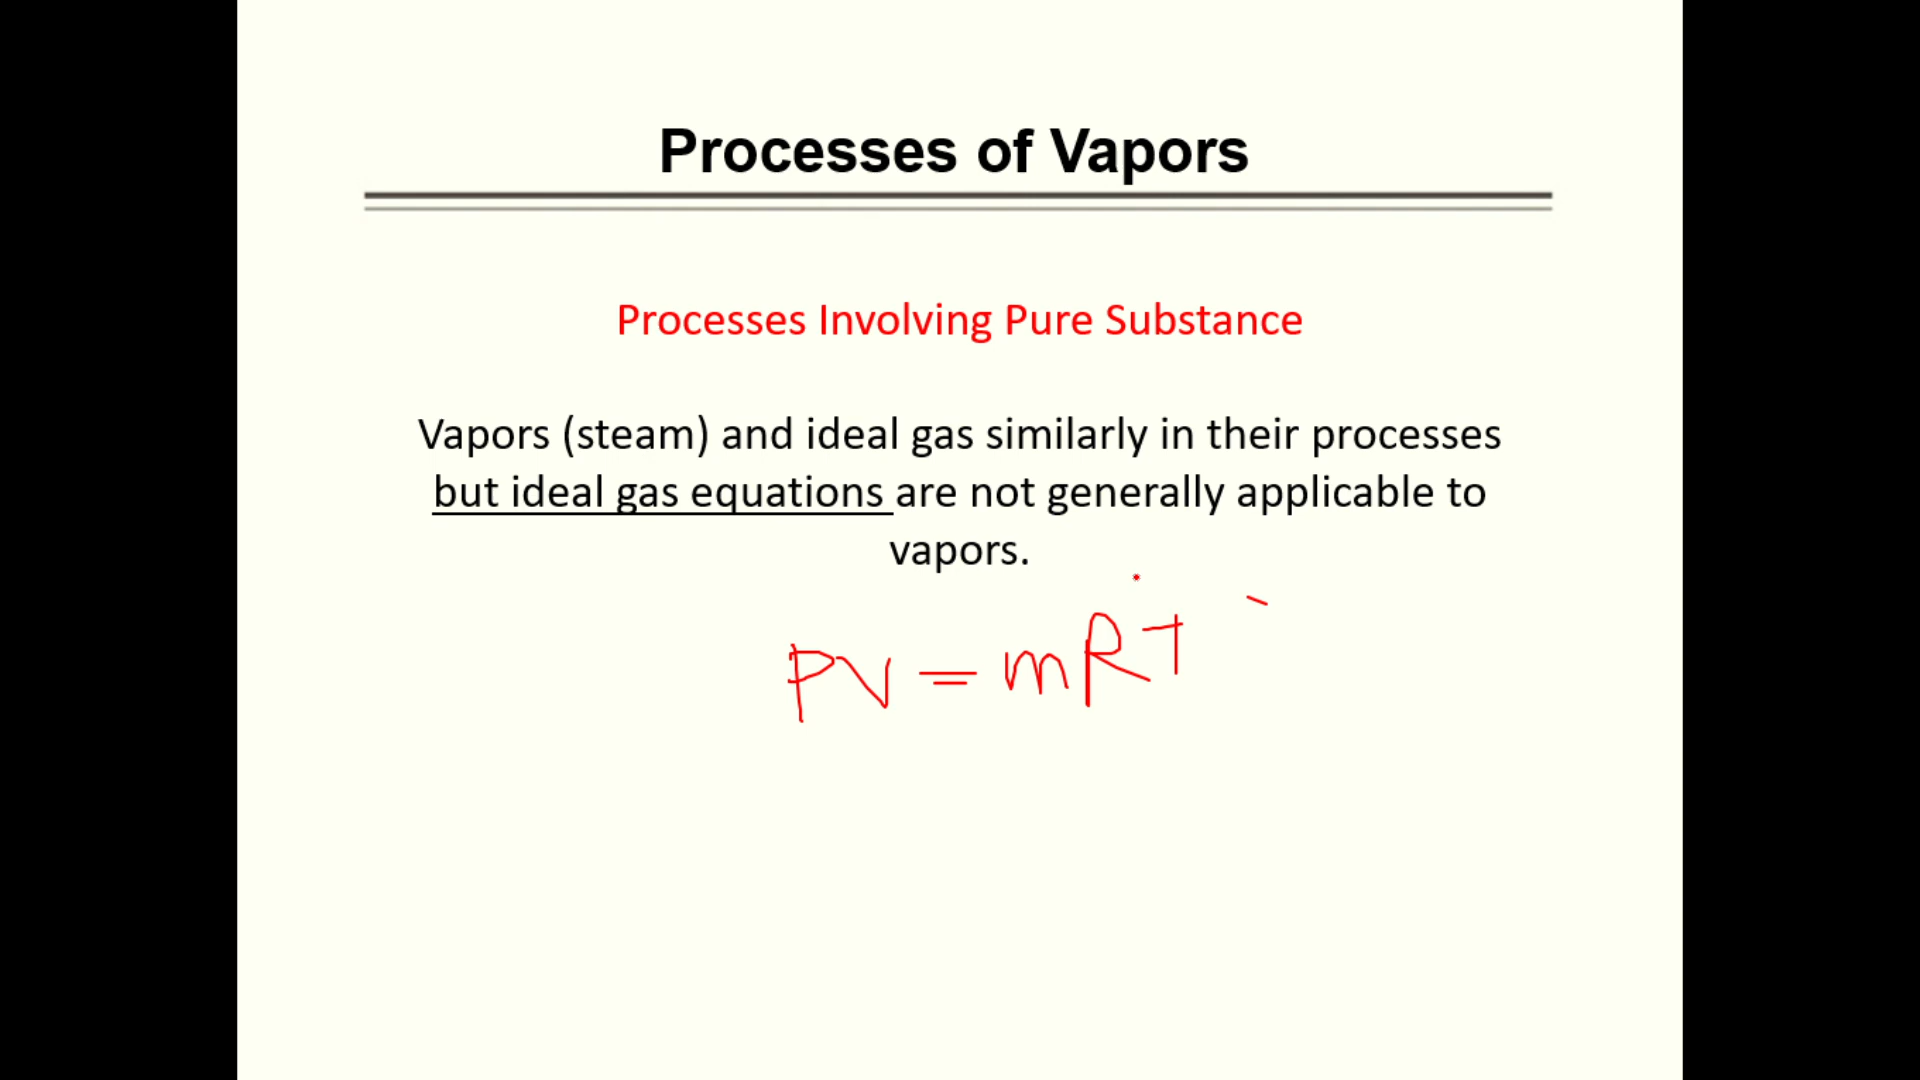 Processes of Vapors
Processes Involving Pure Substance
Vapors (steam) and ideal gas similarly in their processes
but ideal gas equations are not generally applicable to
vapors.
PV = mRT